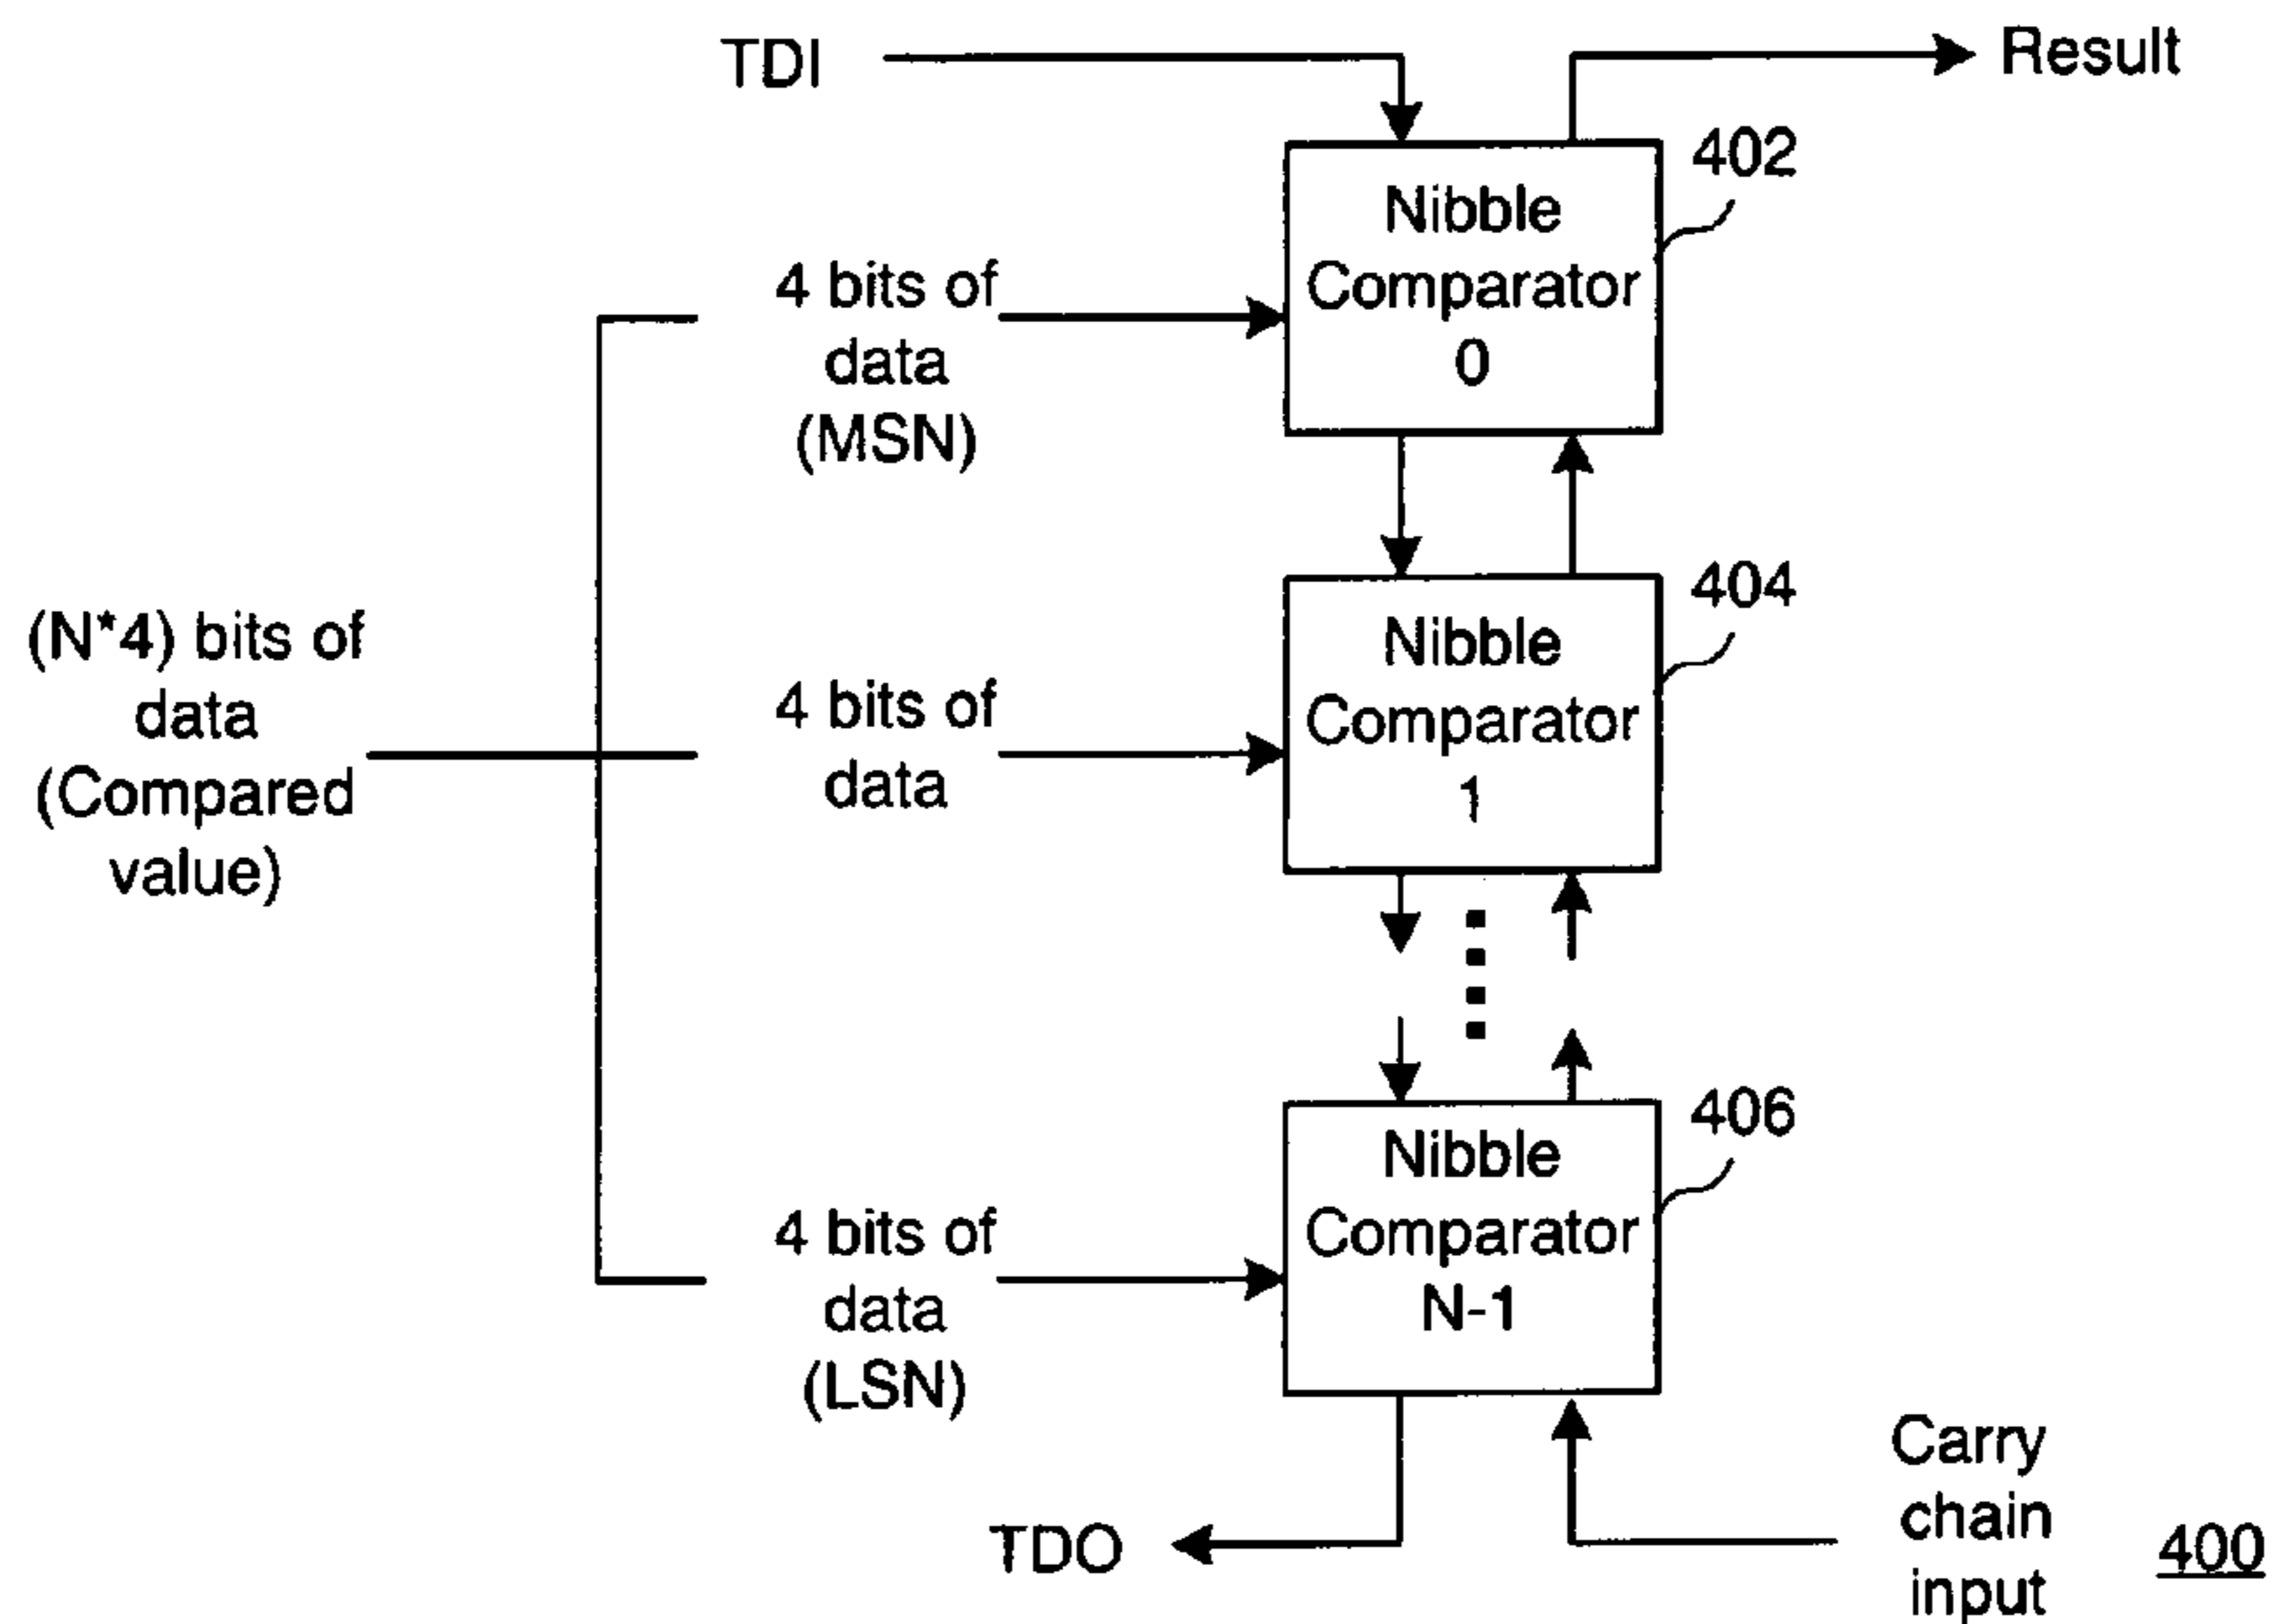 TDI
Result
402
Nibble
Comparator
0
4 bits of
data
(MSN)
404
Nibble
Comparator
1
(N*4) bits of
data
(Compared
value)
4 bits of
data
406
Nibble
Comparator
N-1
4 bits of
data
(LSN)
TDO
Carry
chain
input
400